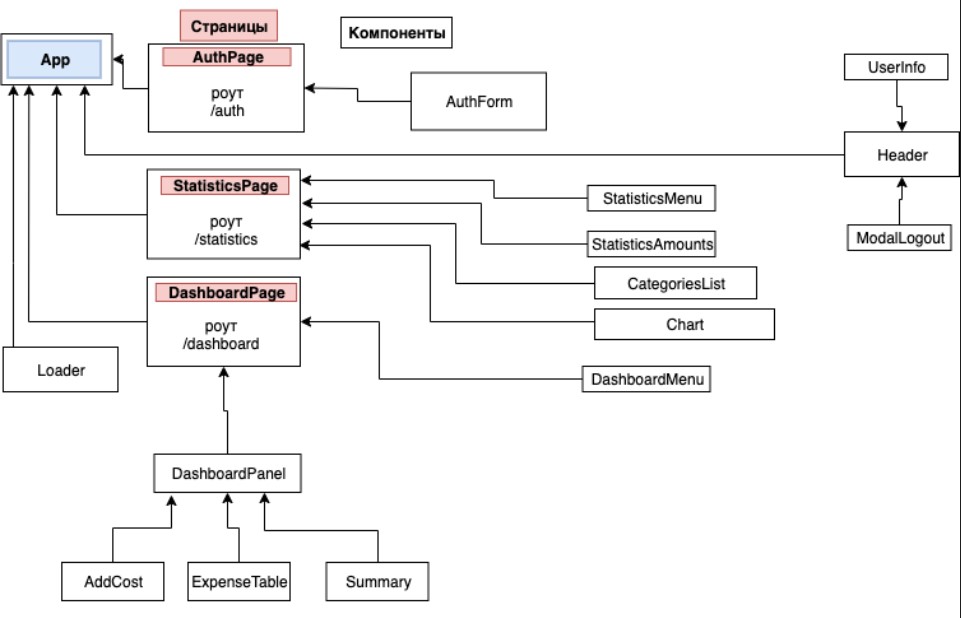 Страницы
Компоненты
App
AuthPage
роут
/auth
AuthForm
UserInfo
Header
ModalLogout
StatisticsPage
роут
/statistics
StatisticsMenu
StatisticsAmounts
CategoriesList
Chart
DashboardPage
роут
/dashboard
DashboardMenu
Loader
DashboardPanel
AddCost
ExpenseTable
Summary